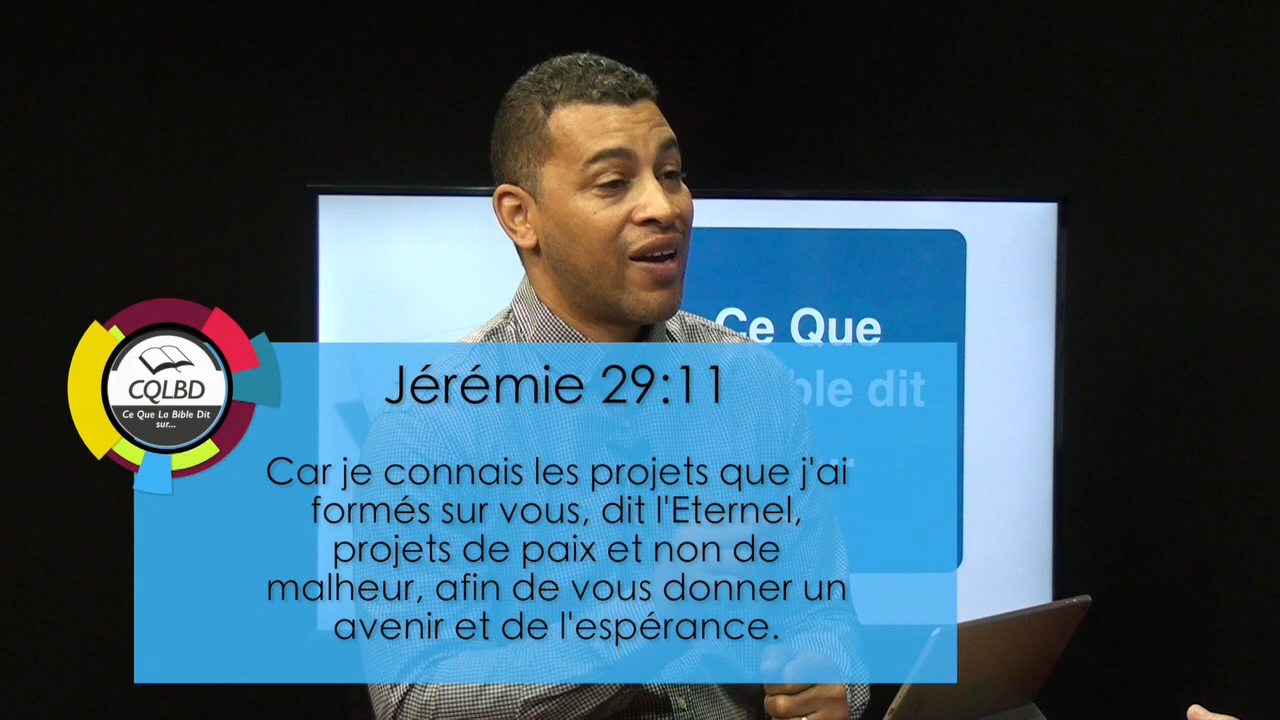 Ce Que
ble dit
CQLBD
Ce Que La Bible Dit
sur...
Jérémie 29:11
Car je connais les projets que j'ai
formés sur vous, dit l'Eternel,
projets de paix et non de
malheur, afin de vous donner un
avenir et de l'espérance.